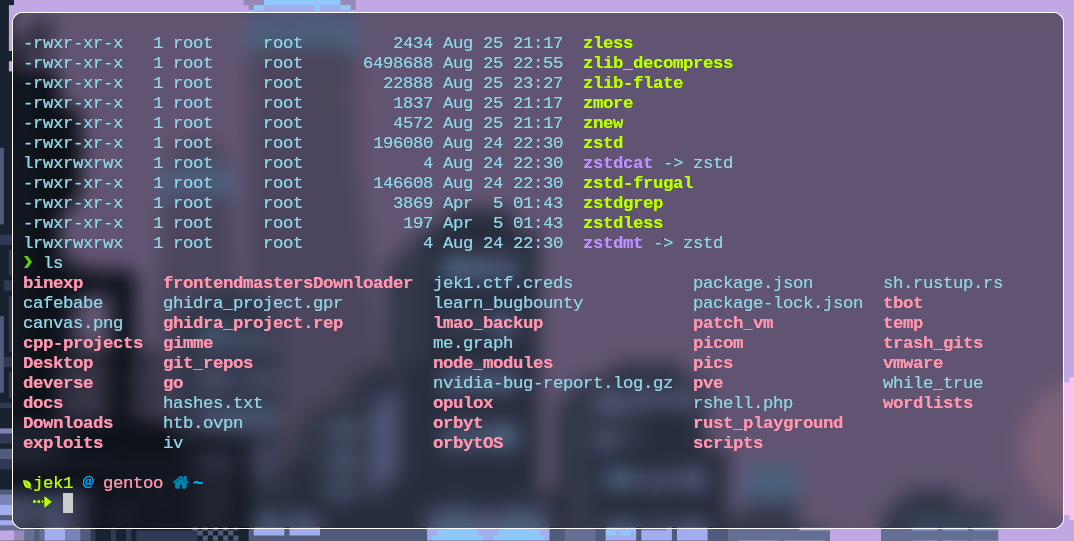 -rwxr-xr-x   1 root     root         2434 Aug 25 21:17  zless
-rwxr-xr-x   1 root     root      6498688 Aug 25 22:55  zlib_decompress
-rwxr-xr-x   1 root     root        22888 Aug 25 23:27  zlib-flate
-rwxr-xr-x   1 root     root         1837 Aug 25 21:17  zmore
-rwxr-xr-x   1 root     root         4572 Aug 25 21:17  znew
-rwxr-xr-x   1 root     root       196080 Aug 24 22:30  zstd
lrwxrwxrwx   1 root     root            4 Aug 24 22:30  zstdcat -> zstd
-rwxr-xr-x   1 root     root       146608 Aug 24 22:30  zstd-frugal
-rwxr-xr-x   1 root     root         3869 Apr  5 01:43  zstdgrep
-rwxr-xr-x   1 root     root          197 Apr  5 01:43  zstdless
lrwxrwxrwx   1 root     root            4 Aug 24 22:30  zstdmt -> zstd
❯ ls
binexp        frontendmastersDownloader  jek1.ctf.creds            package.json       sh.rustup.rs
cafebabe      ghidra_project.gpr         learn_bugbounty           package-lock.json  tbot
canvas.png    ghidra_project.rep         lmao_backup               patch_vm           temp
cpp-projects  gimme                      me.graph                  picom              trash_gits
Desktop       git_repos                  node_modules              pics               vmware
deverse       go                         nvidia-bug-report.log.gz  pve                while_true
docs          hashes.txt                 opulox                    rshell.php         wordlists
Downloads     htb.ovpn                   orbyt                     rust_playground
exploits      iv                         orbytOS                   scripts
jek1 @ gentoo ~